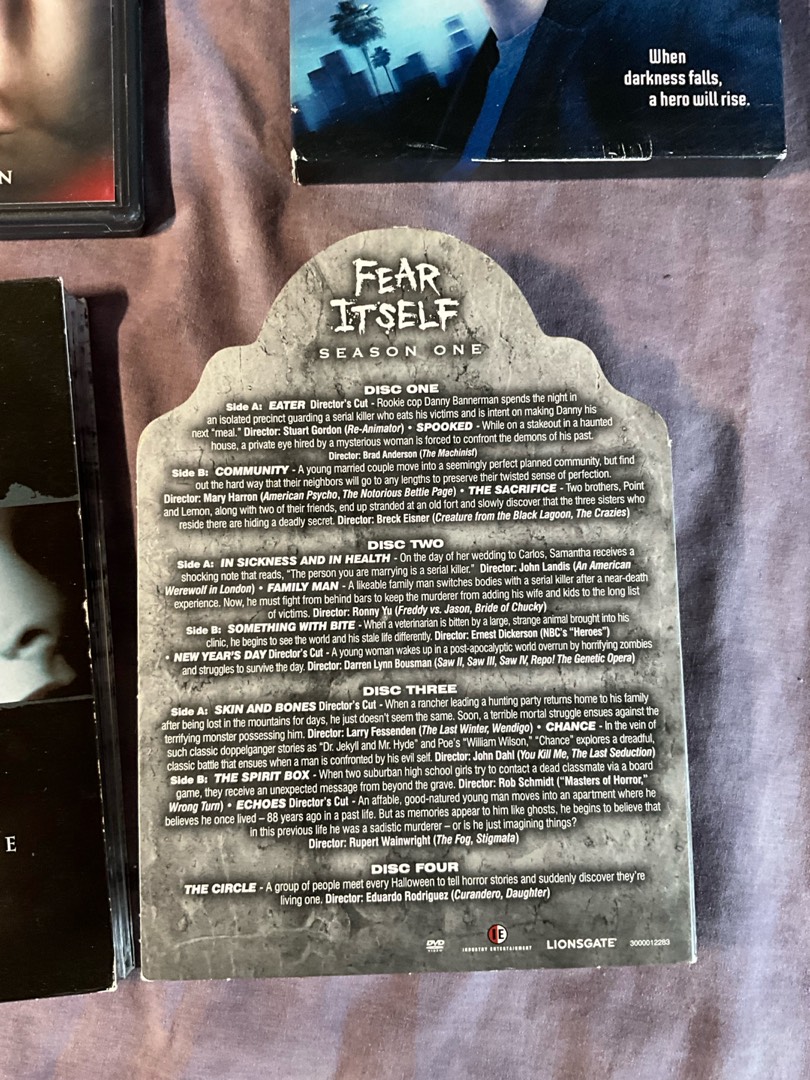 N
When
darkness falls,
a hero will rise.
FEAR
ITSELF
SEASON ONE
DISC ONE
Side A: EATER Director's Cut - Rookie cop Danny Bannerman spends the night in
an isolated precinct guarding a serial killer who eats his victims and is intent on making Danny his
next "meal." Director: Stuart Gordon (Re-Animator) • SPOOKED - While on a stakeout in a haunted
house, a private eye hired by a mysterious woman is forced to confront the demons of his past.
Director: Brad Anderson (The Machinist)
Side B: COMMUNITY - A young married couple move into a seemingly perfect planned community, but find
out the hard way that their neighbors will go to any lengths to preserve their twisted sense of perfection.
Director: Mary Harron (American Psycho, The Notorious Bettie Page) • THE SACRIFICE - Two brothers, Point
and Lemon, along with two of their friends, end up stranded at an old fort and slowly discover that the three sisters who
reside there are hiding a deadly secret. Director: Breck Eisner (Creature from the Black Lagoon, The Crazies)
DISC TWO
Side A: IN SICKNESS AND IN HEALTH - On the day of her wedding to Carlos, Samantha receives a
shocking note that reads, "The person you are marrying is a serial killer." Director: John Landis (An American
Werewolf in London) • FAMILY MAN - A likeable family man switches bodies with a serial killer after a near-death
experience. Now, he must fight from behind bars to keep the murderer from adding his wife and kids to the long list
of victims. Director: Ronny Yu (Freddy vs. Jason, Bride of Chucky)
Side B: SOMETHING WITH BITE - When a veterinarian is bitten by a large, strange animal brought into his
clinic, he begins to see the world and his stale life differently. Director: Ernest Dickerson (NBC's "Heroes")
• NEW YEAR'S DAY Director's Cut - A young woman wakes up in a post-apocalyptic world overrun by horrifying zombies
and struggles to survive the day. Director: Darren Lynn Bousman (Saw II, Saw III, Saw IV, Repo! The Genetic Opera)
DISC THREE
Side A: SKIN AND BONES Director's Cut - When a rancher leading a hunting party returns home to his family
after being lost in the mountains for days, he just doesn't seem the same. Soon, a terrible mortal struggle ensues against the
terrifying monster possessing him. Director: Larry Fessenden (The Last Winter, Wendigo) • CHANCE - In the vein of
such classic doppelganger stories as "Dr. Jekyll and Mr. Hyde" and Poe's "William Wilson," "Chance" explores a dreadful,
classic battle that ensues when a man is confronted by his evil self. Director: John Dahl (You Kill Me, The Last Seduction)
Side B: THE SPIRIT BOX - When two suburban high school girls try to contact a dead classmate via a board
game, they receive an unexpected message from beyond the grave. Director: Rob Schmidt ("Masters of Horror,"
Wrong Turn) • ECHOES Director's Cut - An affable, good-natured young man moves into an apartment where he
believes he once lived – 88 years ago in a past life. But as memories appear to him like ghosts, he begins to believe that
in this previous life he was a sadistic murderer – or is he just imagining things?
Director: Rupert Wainwright (The Fog, Stigmata)
E
DISC FOUR
THE CIRCLE - A group of people meet every Halloween to tell horror stories and suddenly discover they're
living one. Director: Eduardo Rodriguez (Curandero, Daughter)
DVD
VIDEO
IE
INDUSTRY ENTERTAINMENT
LIONSGATE
3000012283